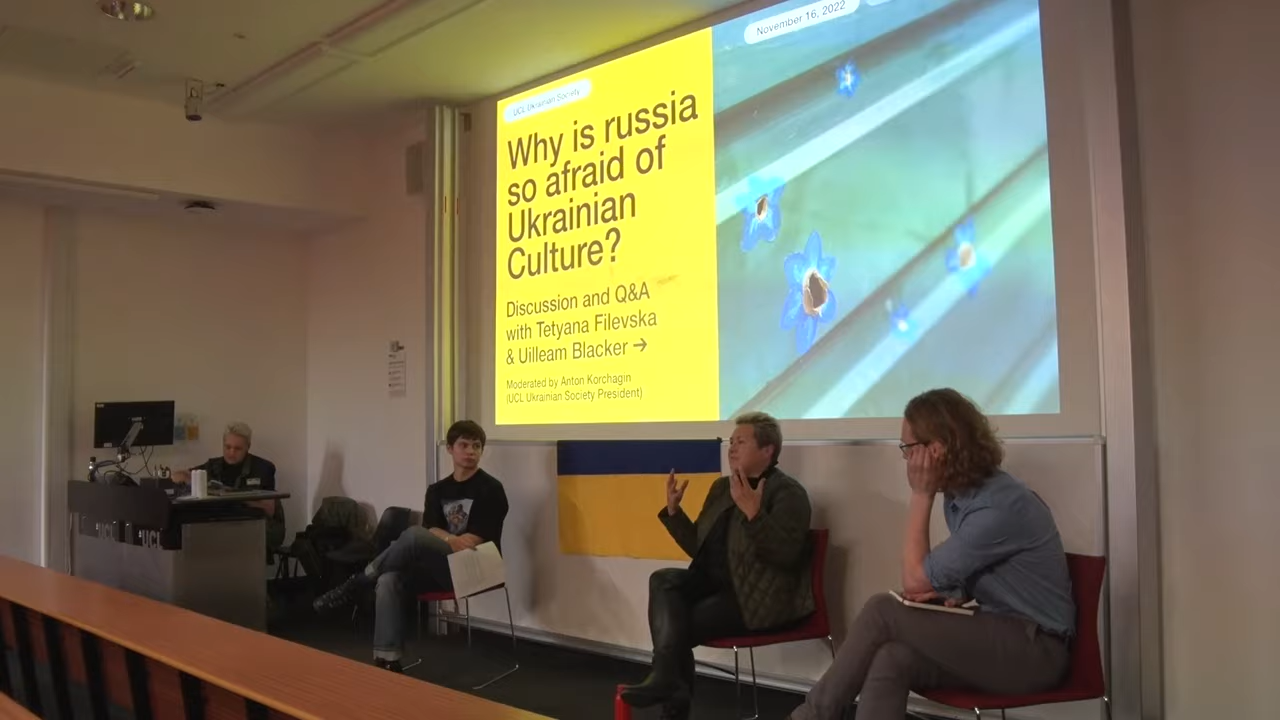 November 16, 2022
UCL Ukrainian Society
Why is russia
so afraid of
Ukrainian
Culture?
Discussion and Q&A
with Tetyana Filevska
& Uilleam Blacker →
Moderated by Anton Korchagin
(UCL Ukrainian Society President)
UCL
UCL